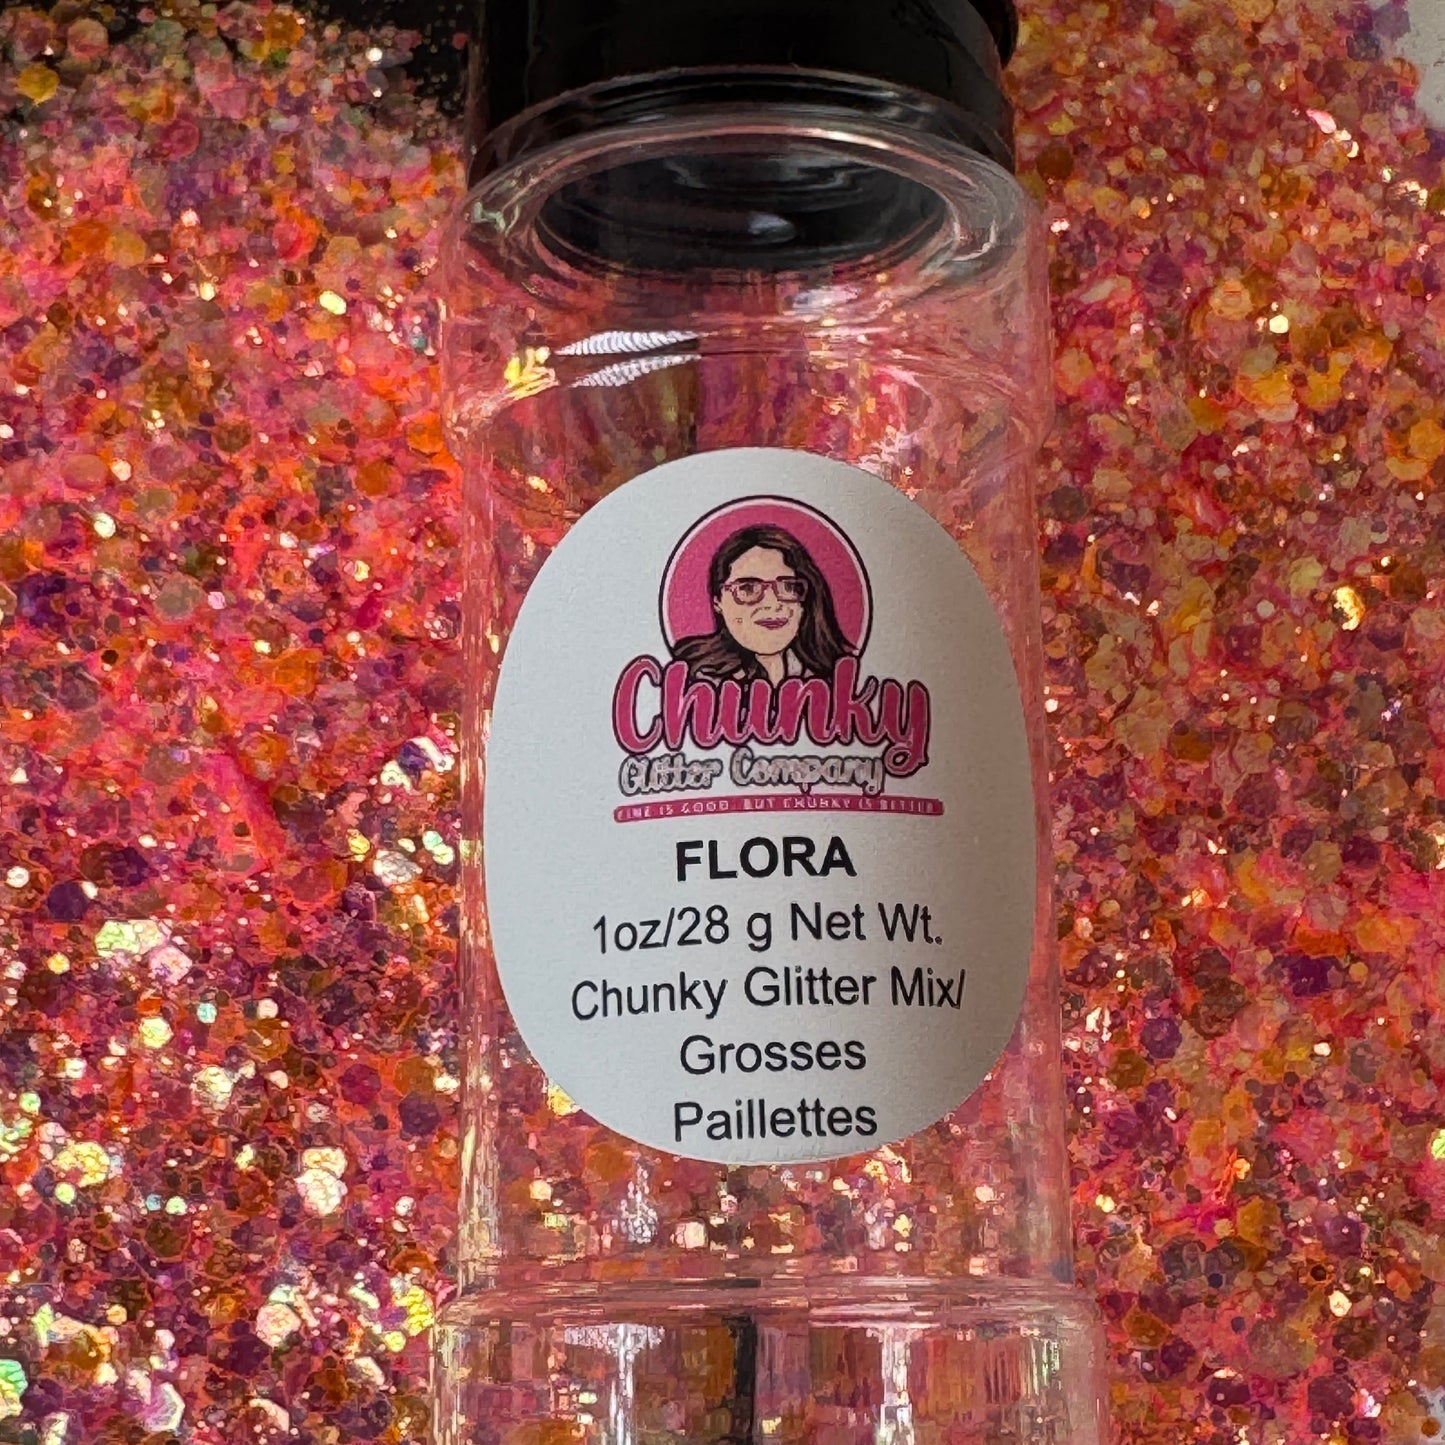 Chunky
Glitter Company
FINE IS GOOD, BUT CHUNKY IS BETTER
FLORA
1oz/28 g Net Wt.
Chunky Glitter Mix/
Grosses
Paillettes